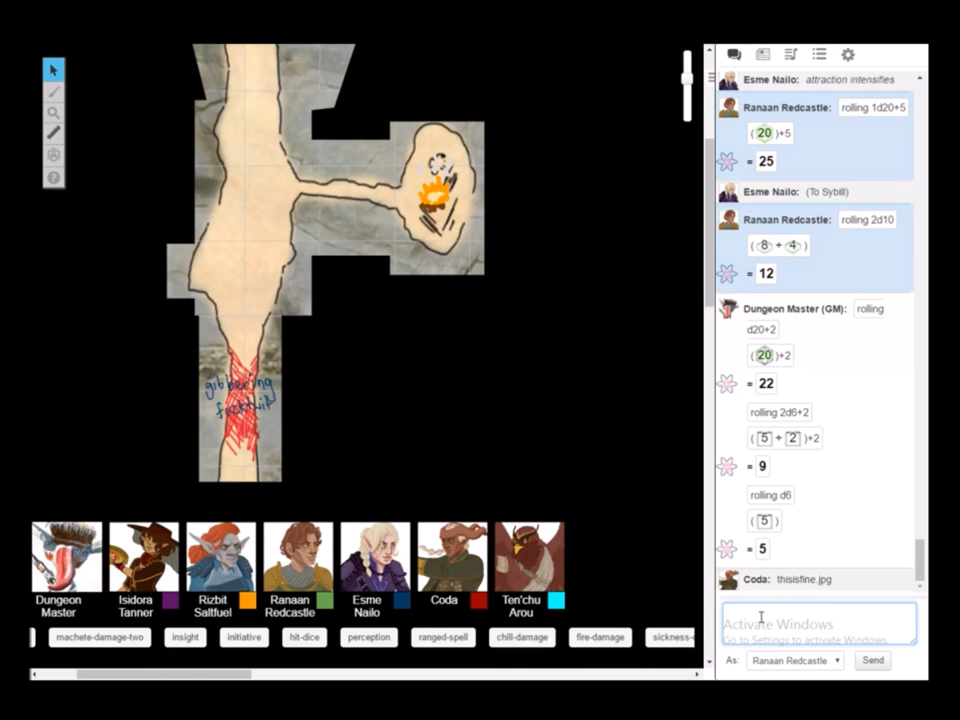 Esme Nailo: attraction intensifies
Ranaan Redcastle: rolling 1d20+5
(20)+5
= 25
Esme Nailo: (To Sybill)
Ranaan Redcastle: rolling 2d10
(8 + 4)
= 12
Dungeon Master (GM): rolling
d20+2
(20)+2
= 22
rolling 2d6+2
(5 + 2)+2
= 9
rolling d6
(5)
= 5
Coda: thisisfine.jpg
gibbering
fucktwit
Dungeon
Master
Isidora
Tanner
Rizbit
Saltfuel
Ranaan
Redcastle
Esme
Nailo
Coda
Ten'chu
Arou
machete-damage-two
insight
initiative
hit-dice
perception
ranged-spell
chill-damage
fire-damage
sickness-
Activate Windows
Go to Settings to activate Windows.
As: Ranaan Redcastle
Send